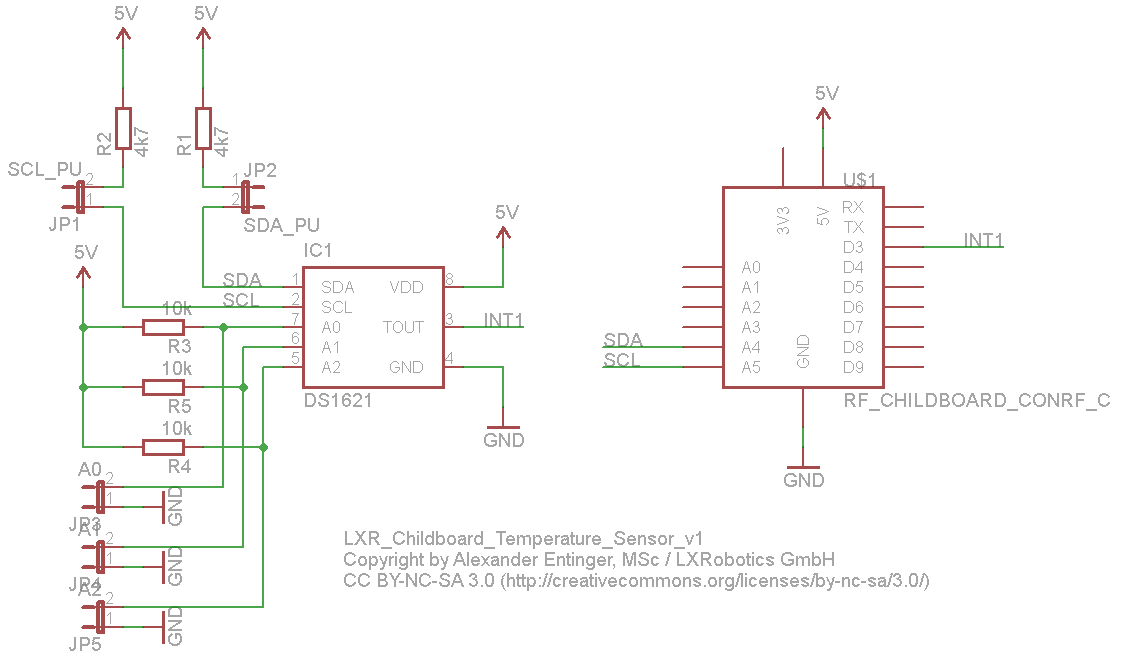 5V
5V
R2
4k7
R1
4k7
SCL_PU
2
1
JP1
1
2
JP2
SDA_PU
5V
IC1
5V
SDA
SCL
1
2
7
6
5
SDA
SCL
A0
A1
A2
VDD
TOUT
GND
8
3
4
INT1
DS1621
GND
10k
R3
10k
R5
10k
R4
A0
2
1
JP3
GND
A1
2
1
JP4
GND
A2
2
1
JP5
GND
5V
U$1
3V3
5V
RX
TX
D3
D4
D5
D6
D7
D8
D9
INT1
A0
A1
A2
A3
A4
A5
GND
SDA
SCL
RF_CHILDBOARD_CONRF_C
GND
LXR_Childboard_Temperature_Sensor_v1
Copyright by Alexander Entinger, MSc / LXRobotics GmbH
CC BY-NC-SA 3.0 (http://creativecommons.org/licenses/by-nc-sa/3.0/)